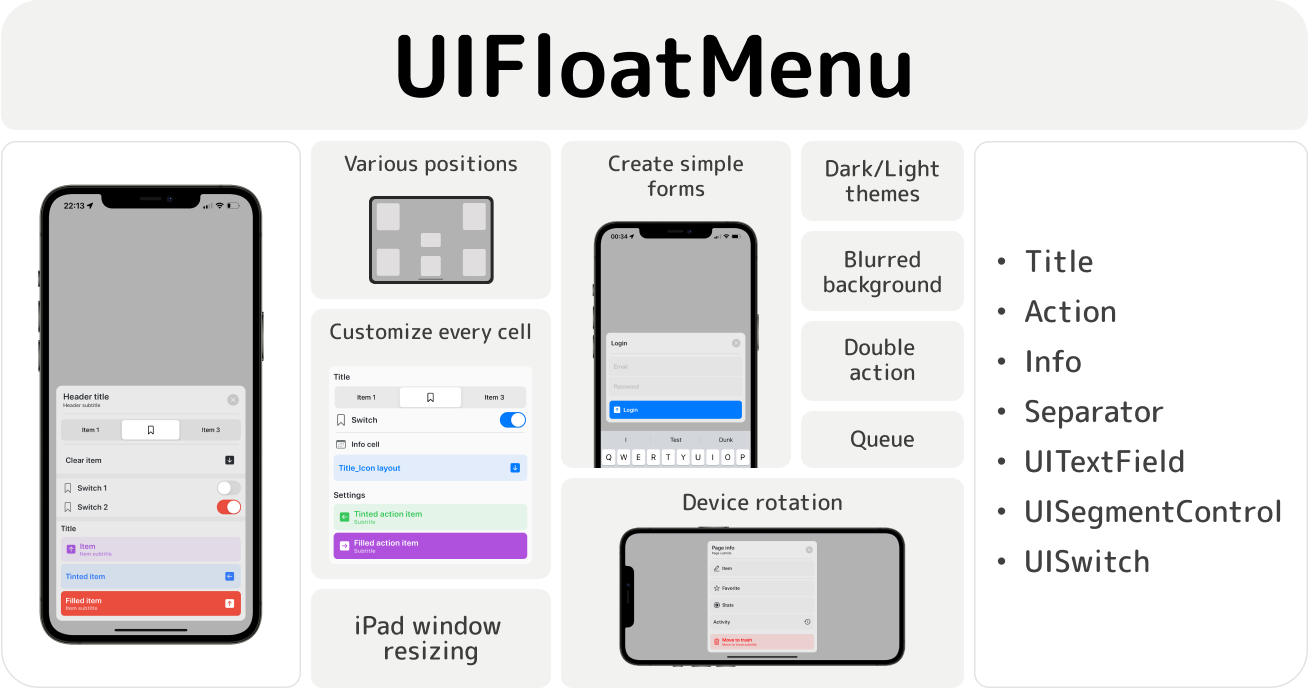 UIFloatMenu
22:13
Header title
Header subtitle
Item 1
Item 3
Clear item
Switch 1
Switch 2
Title
Item
Item subtitle
Tinted item
Filled item
Item subtitle
Various positions
Customize every cell
Title
Item 1
Item 3
Switch
Info cell
Title_Icon layout
Settings
Tinted action item
Subtitle
Filled action item
Subtitle
iPad window
resizing
Create simple
forms
00:34
Login
Email
Password
Login
I
Test
Dunk
Q W E R T Y U I O P
Dark/Light
themes
Blurred
background
Double
action
Queue
Device rotation
Page info
Page subtitle
Item
Favorite
Stats
Activity
Move to trash
Move to trash subtitle
• Title
• Action
• Info
• Separator
• UITextField
• UISegmentControl
• UISwitch